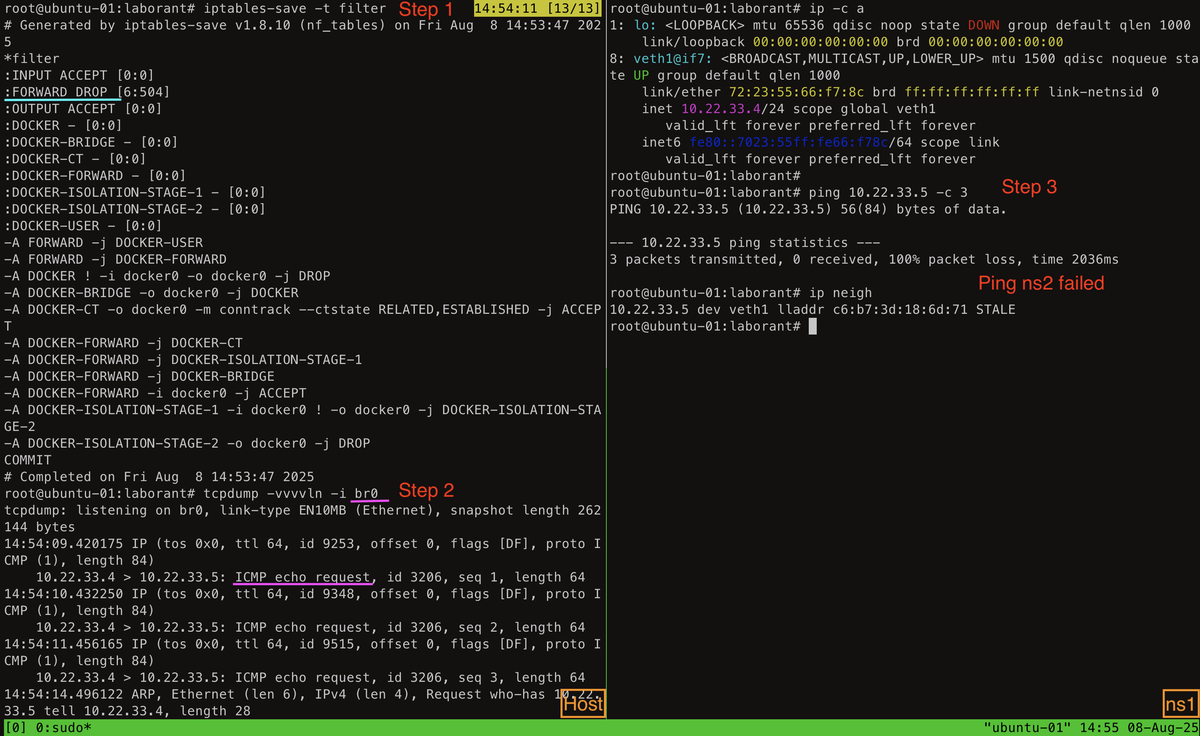 root@ubuntu-01:laborant# iptables-save -t filter Step 1 14:54:11 [13/13]
# Generated by iptables-save v1.8.10 (nf_tables) on Fri Aug  8 14:53:47 202
5
*filter
:INPUT ACCEPT [0:0]
:FORWARD DROP [6:504]
:OUTPUT ACCEPT [0:0]
:DOCKER - [0:0]
:DOCKER-BRIDGE - [0:0]
:DOCKER-CT - [0:0]
:DOCKER-FORWARD - [0:0]
:DOCKER-ISOLATION-STAGE-1 - [0:0]
:DOCKER-ISOLATION-STAGE-2 - [0:0]
:DOCKER-USER - [0:0]
-A FORWARD -j DOCKER-USER
-A FORWARD -j DOCKER-FORWARD
-A DOCKER ! -i docker0 -o docker0 -j DROP
-A DOCKER-BRIDGE -o docker0 -j DOCKER
-A DOCKER-CT -o docker0 -m conntrack --ctstate RELATED,ESTABLISHED -j ACCEP
T
-A DOCKER-FORWARD -j DOCKER-CT
-A DOCKER-FORWARD -j DOCKER-ISOLATION-STAGE-1
-A DOCKER-FORWARD -j DOCKER-BRIDGE
-A DOCKER-FORWARD -i docker0 -j ACCEPT
-A DOCKER-ISOLATION-STAGE-1 -i docker0 ! -o docker0 -j DOCKER-ISOLATION-STA
GE-2
-A DOCKER-ISOLATION-STAGE-2 -o docker0 -j DROP
COMMIT
# Completed on Fri Aug  8 14:53:47 2025
root@ubuntu-01:laborant# tcpdump -vvvvln -i br0 Step 2
tcpdump: listening on br0, link-type EN10MB (Ethernet), snapshot length 262
144 bytes
14:54:09.420175 IP (tos 0x0, ttl 64, id 9253, offset 0, flags [DF], proto I
CMP (1), length 84)
    10.22.33.4 > 10.22.33.5: ICMP echo request, id 3206, seq 1, length 64
14:54:10.432250 IP (tos 0x0, ttl 64, id 9348, offset 0, flags [DF], proto I
CMP (1), length 84)
    10.22.33.4 > 10.22.33.5: ICMP echo request, id 3206, seq 2, length 64
14:54:11.456165 IP (tos 0x0, ttl 64, id 9515, offset 0, flags [DF], proto I
CMP (1), length 84)
    10.22.33.4 > 10.22.33.5: ICMP echo request, id 3206, seq 3, length 64
14:54:14.496122 ARP, Ethernet (len 6), IPv4 (len 4), Request who-has 10.22.
33.5 tell 10.22.33.4, length 28
Host
root@ubuntu-01:laborant# ip -c a
1: lo: <LOOPBACK> mtu 65536 qdisc noop state DOWN group default qlen 1000
    link/loopback 00:00:00:00:00:00 brd 00:00:00:00:00:00
8: veth1@if7: <BROADCAST,MULTICAST,UP,LOWER_UP> mtu 1500 qdisc noqueue sta
te UP group default qlen 1000
    link/ether 72:23:55:66:f7:8c brd ff:ff:ff:ff:ff:ff link-netnsid 0
    inet 10.22.33.4/24 scope global veth1
       valid_lft forever preferred_lft forever
    inet6 fe80::7023:55ff:fe66:f78c/64 scope link
       valid_lft forever preferred_lft forever
root@ubuntu-01:laborant#
root@ubuntu-01:laborant# ping 10.22.33.5 -c 3 Step 3
PING 10.22.33.5 (10.22.33.5) 56(84) bytes of data.
--- 10.22.33.5 ping statistics ---
3 packets transmitted, 0 received, 100% packet loss, time 2036ms
Ping ns2 failed
root@ubuntu-01:laborant# ip neigh
10.22.33.5 dev veth1 lladdr c6:b7:3d:18:6d:71 STALE
root@ubuntu-01:laborant#
ns1
[0] 0:sudo* "ubuntu-01" 14:55 08-Aug-25